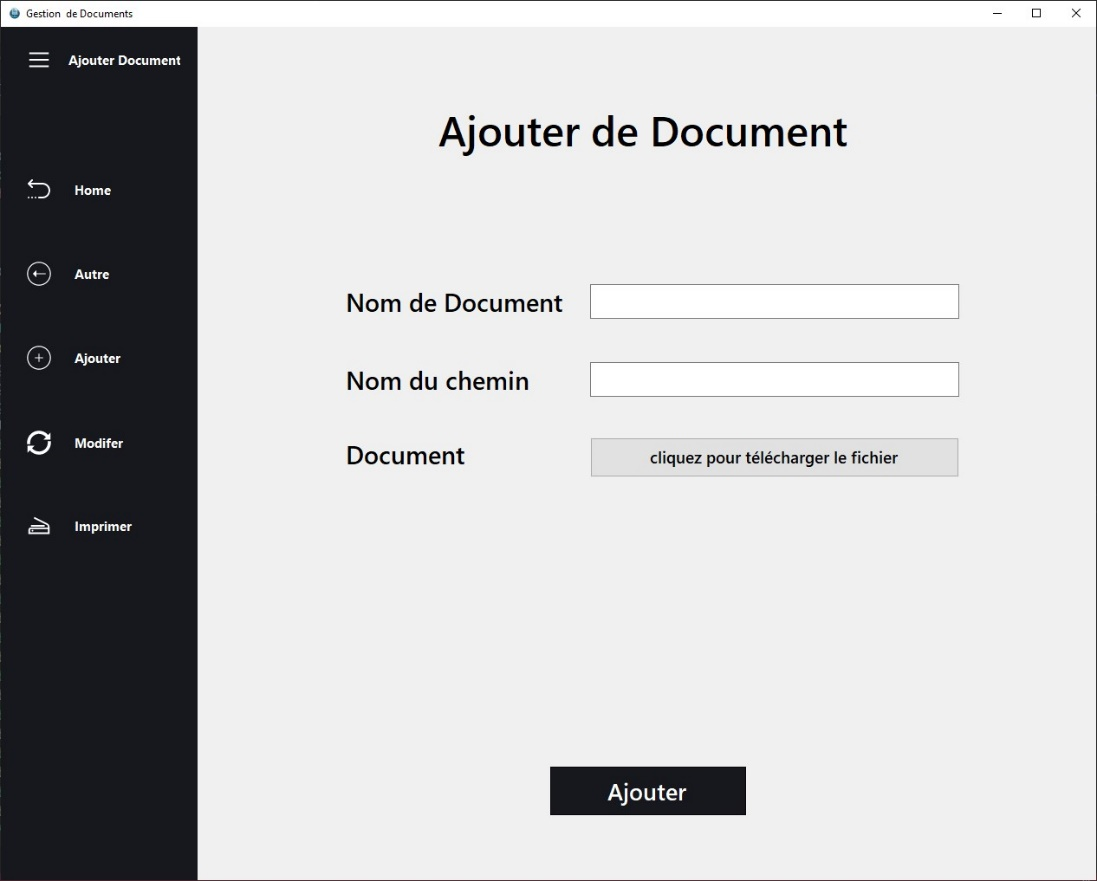 Gestion de Documents
Ajouter Document
Home
Autre
Ajouter
Modifer
Imprimer
Ajouter de Document
Nom de Document
Nom du chemin
Document
cliquez pour télécharger le fichier
Ajouter